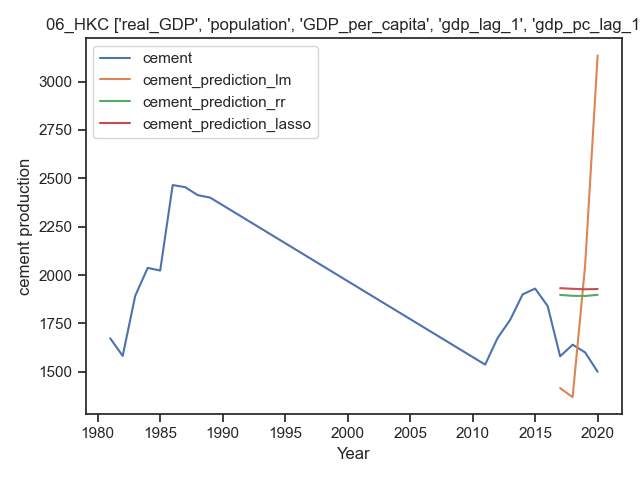 06_HKC ['real_GDP', 'population', 'GDP_per_capita', 'gdp_lag_1', 'gdp_pc_lag_1
cement
cement_prediction_lm
cement_prediction_rr
cement_prediction_lasso
3000
2750
2500
2250
2000
1750
1500
cement production
1980 1985 1990 1995 2000 2005 2010 2015 2020
Year